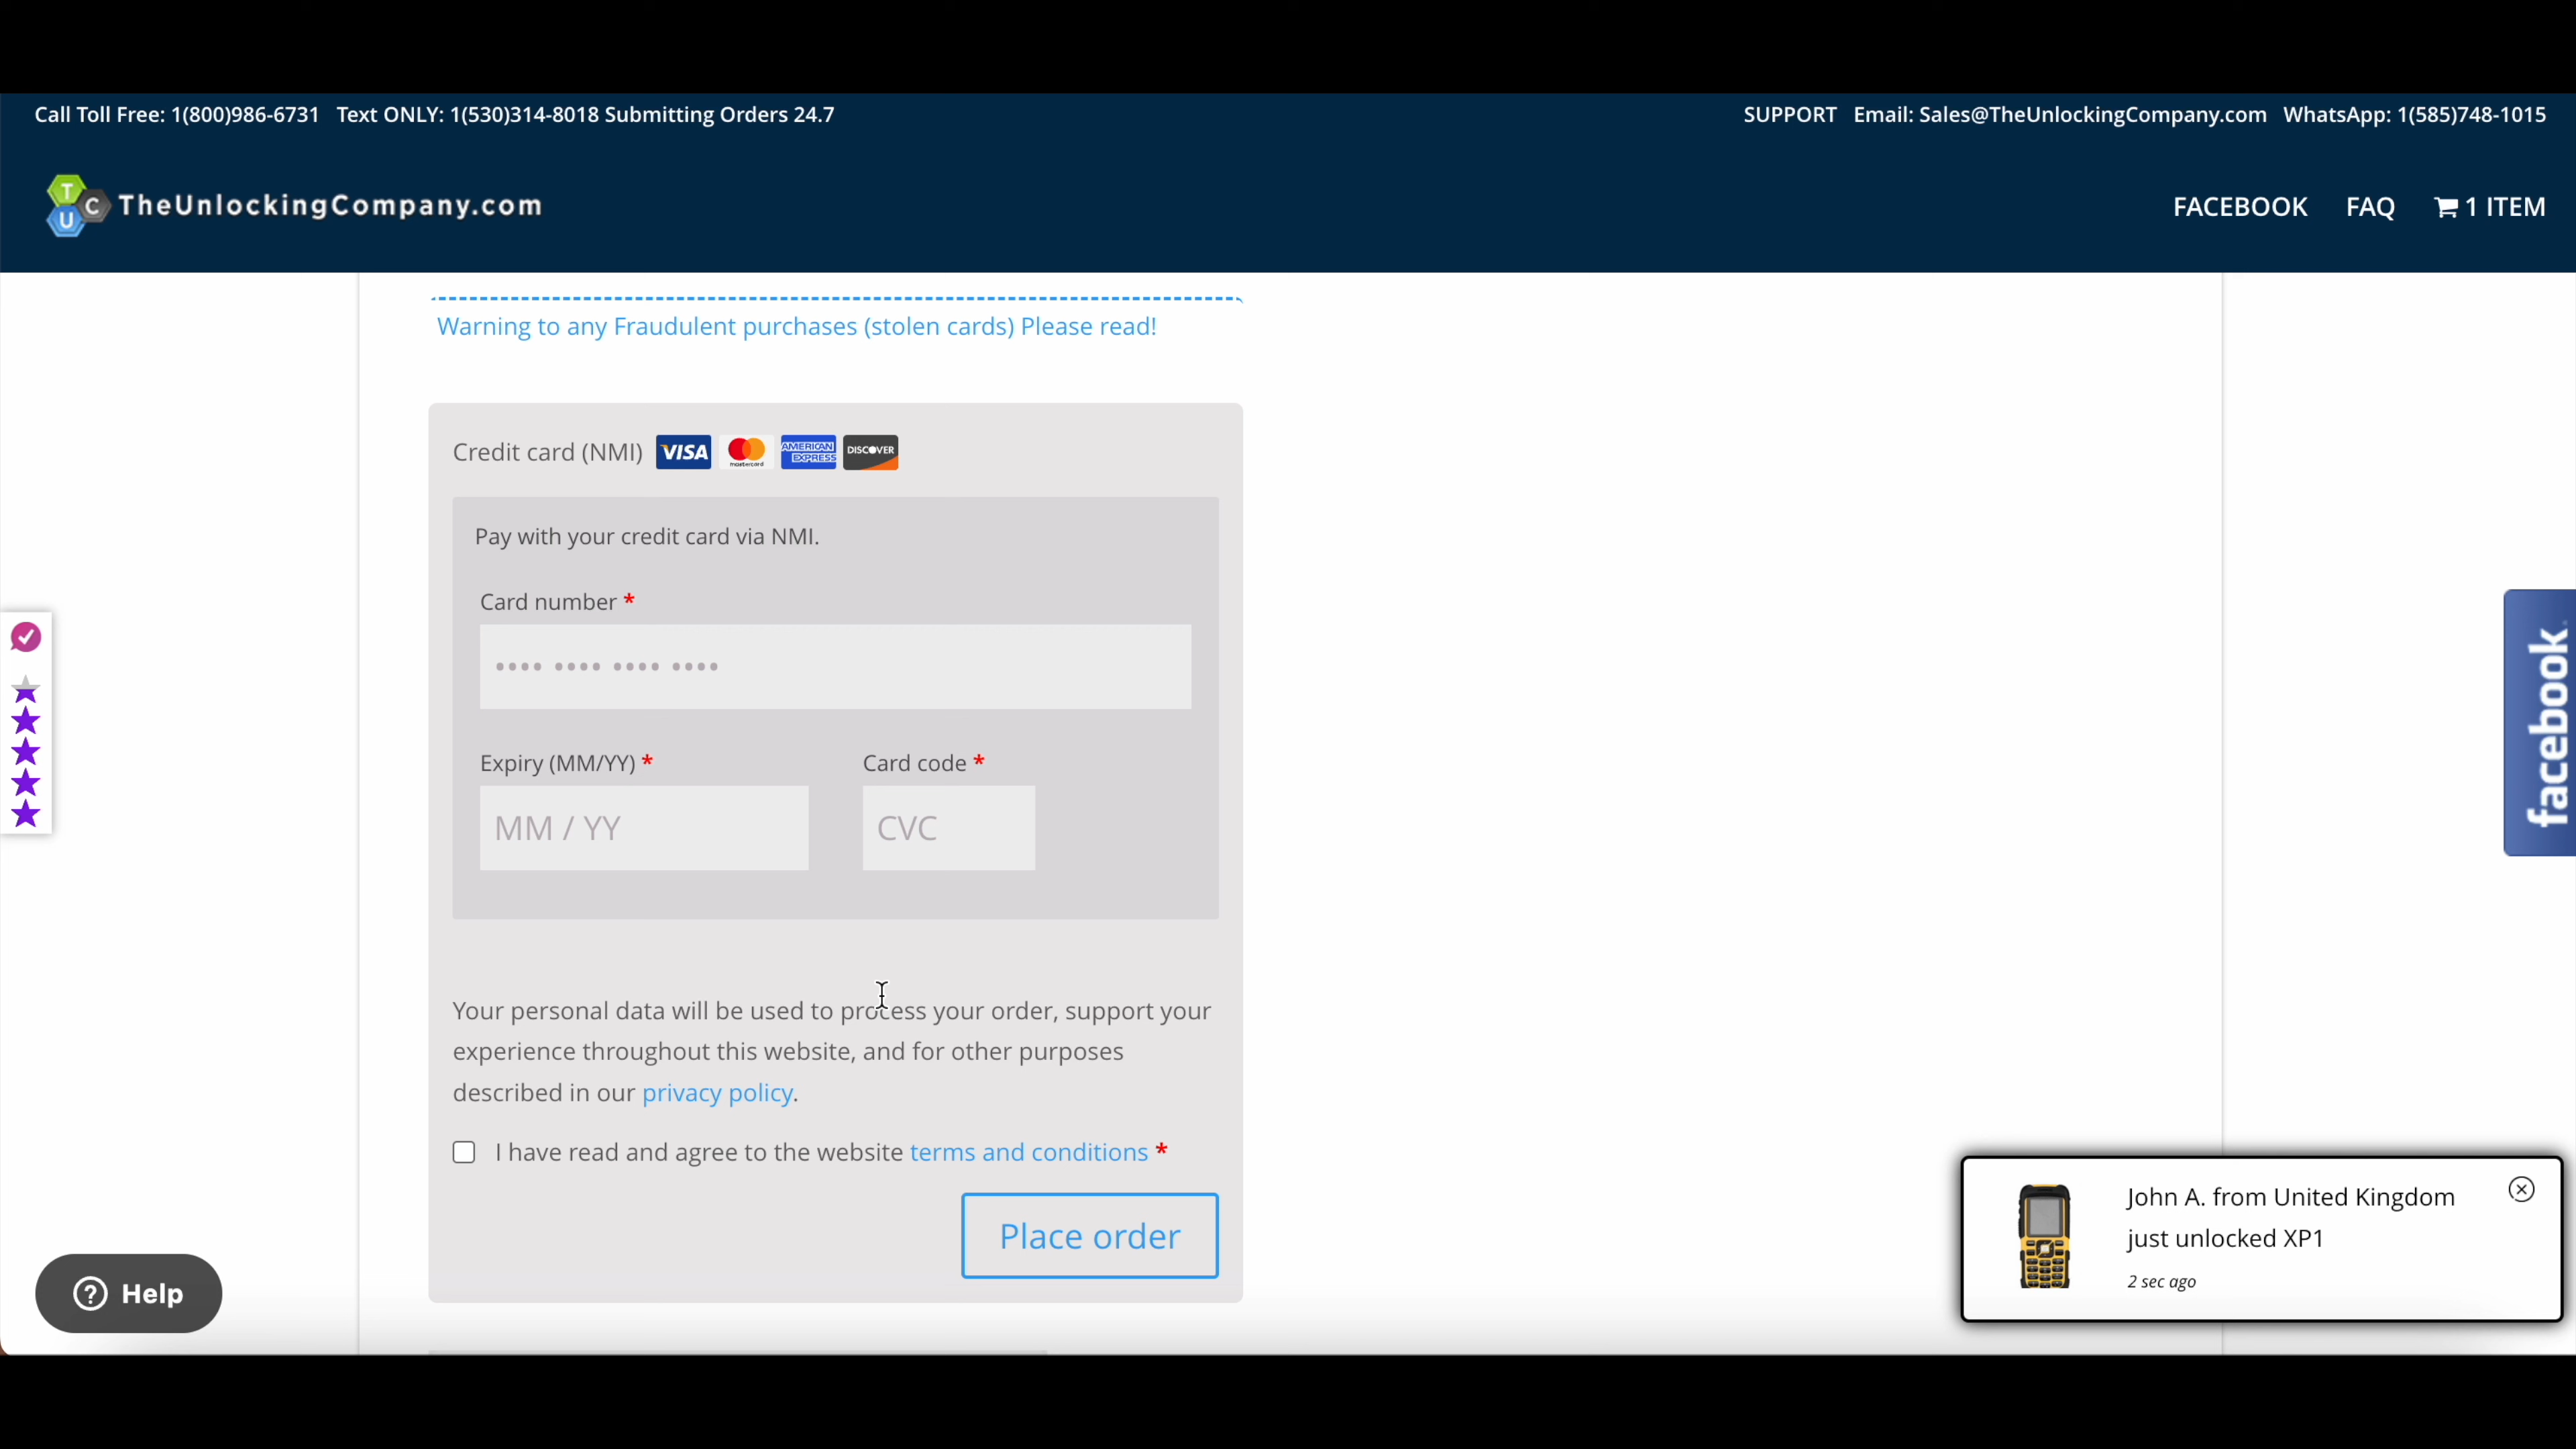 Call Toll Free: 1(800)986-6731 Text ONLY: 1(530)314-8018 Submitting Orders 24.7
SUPPORT Email: Sales@TheUnlockingCompany.com WhatsApp: 1(585)748-1015
T
U
C
TheUnlockingCompany.com
FACEBOOK FAQ 1 ITEM
Warning to any Fraudulent purchases (stolen cards) Please read!
Credit card (NMI) VISA mastercard AMERICAN EXPRESS DISCOVER
Pay with your credit card via NMI.
Card number *
•••• •••• •••• ••••
Expiry (MM/YY) * Card code *
MM / YY CVC
Your personal data will be used to process your order, support your
experience throughout this website, and for other purposes
described in our privacy policy.
I have read and agree to the website terms and conditions *
Place order
facebook
John A. from United Kingdom
just unlocked XP1
2 sec ago
? Help